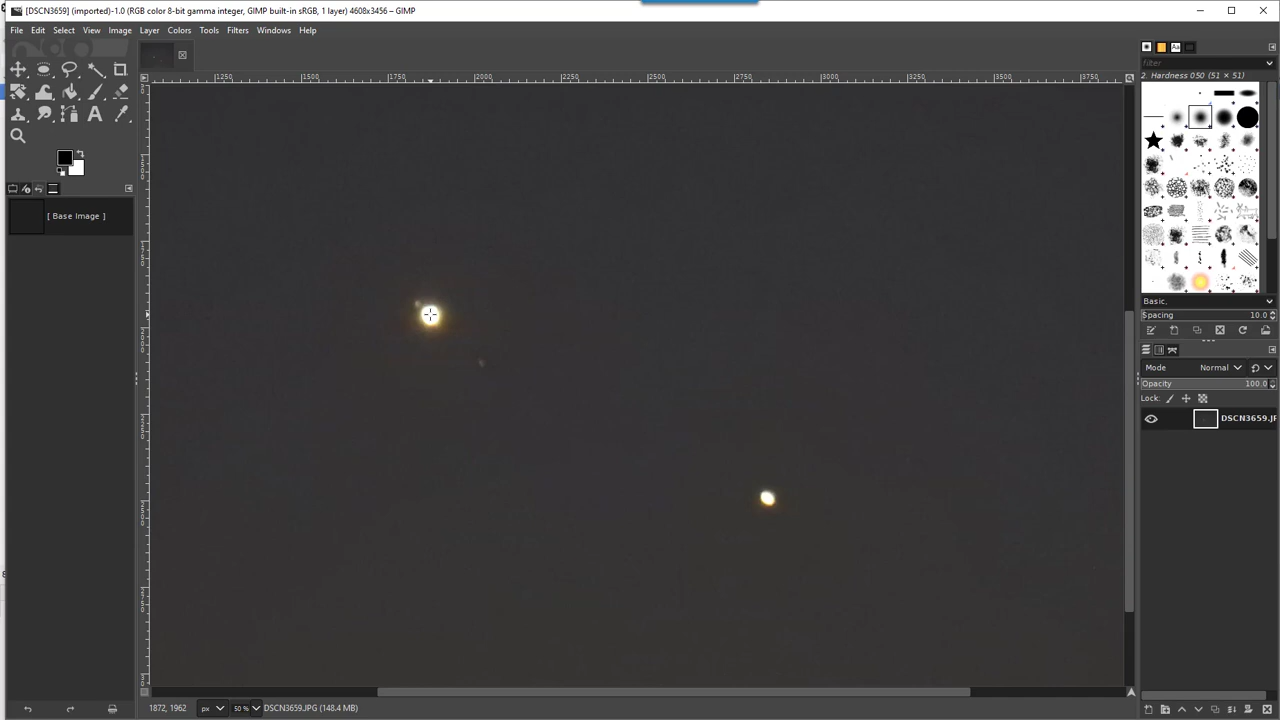 [DSCN3659] (imported)-1.0 (RGB color 8-bit gamma integer, GIMP built-in sRGB, 1 layer) 4608x3456 – GIMP
File Edit Select View Image Layer Colors Tools Filters Windows Help
filter
2. Hardness 050 (51 × 51)
1250 1500 1750 2000 2250 2500 2750 3000 3250 3500 3750
[ Base Image ]
Basic,
Spacing 10.0
Mode Normal
Opacity 100.0
Lock:
DSCN3659.JP
1872, 1962 px 50 % DSCN3659.JPG (148.4 MB)